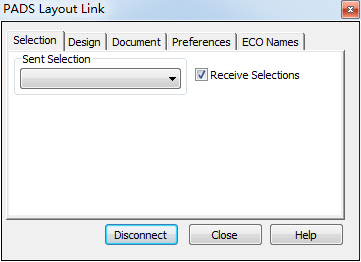 PADS Layout Link
Selection Design Document Preferences ECO Names
Sent Selection
Receive Selections
Disconnect Close Help